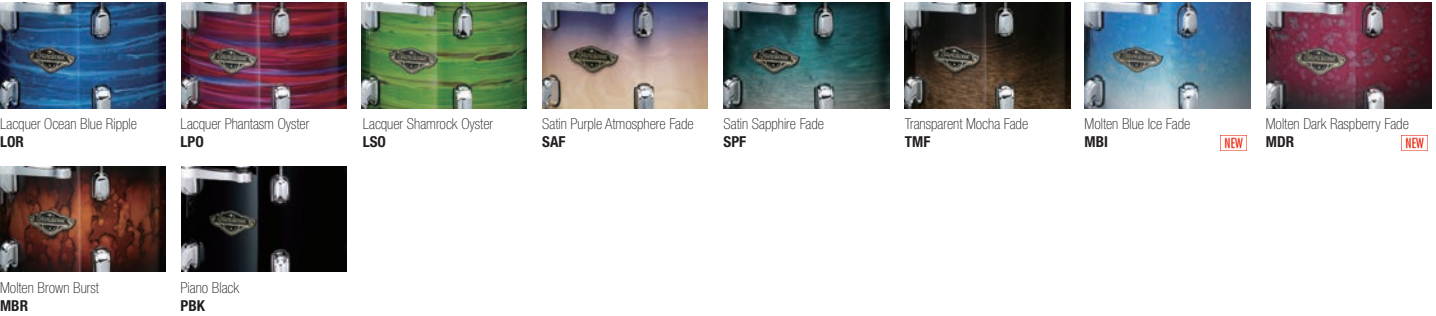 Lacquer Ocean Blue Ripple
LOR
Lacquer Phantasm Oyster
LPO
Lacquer Shamrock Oyster
LSO
Satin Purple Atmosphere Fade
SAF
Satin Sapphire Fade
SPF
Transparent Mocha Fade
TMF
Molten Blue Ice Fade
MBI NEW
Molten Dark Raspberry Fade
MDR NEW
Molten Brown Burst
MBR
Piano Black
PBK